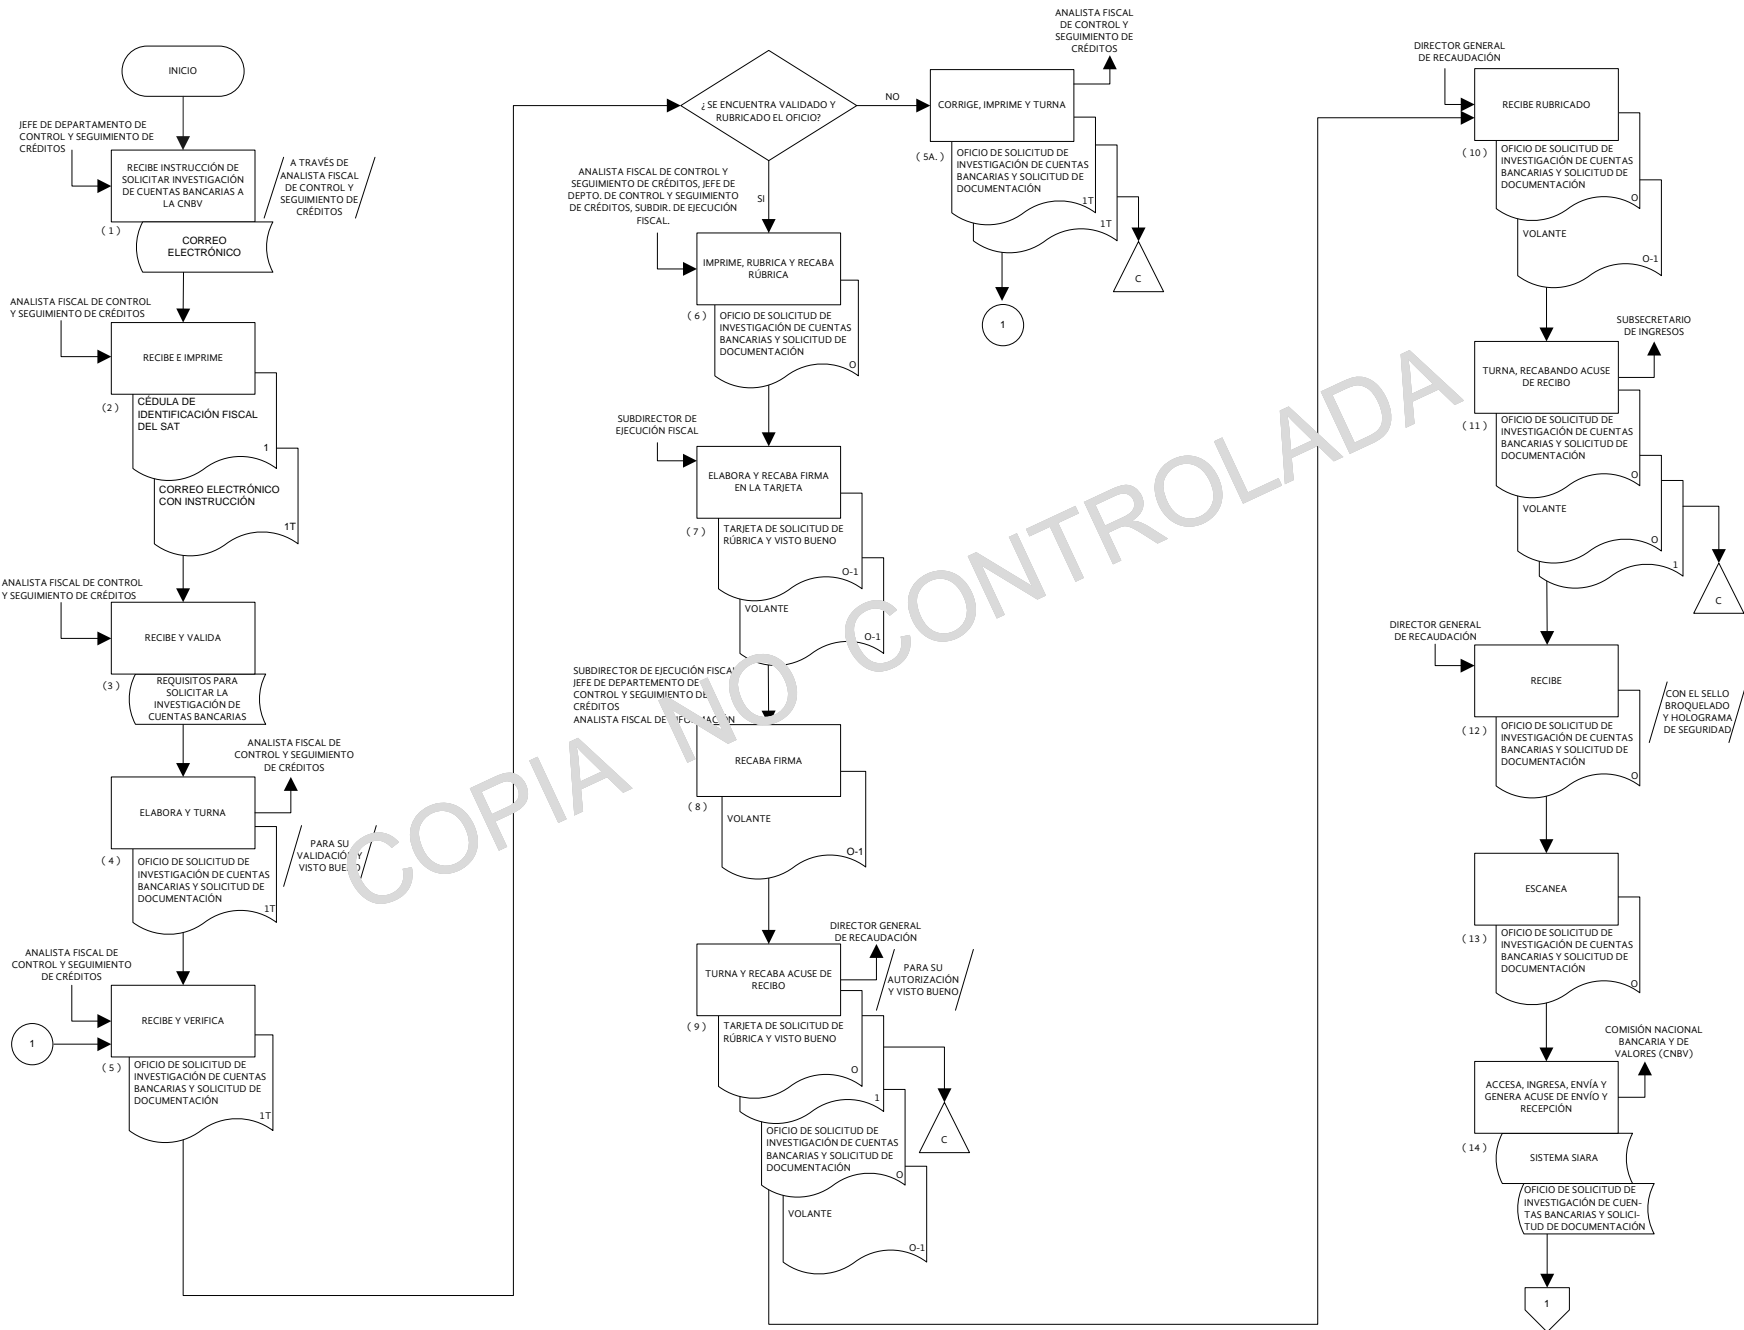 INICIO
JEFE DE DEPARTAMENTO DE
CONTROL Y SEGUIMIENTO DE
CRÉDITOS
RECIBE INSTRUCCIÓN DE
SOLICITAR INVESTIGACIÓN
DE CUENTAS BANCARIAS A
LA CNBV
A TRAVÉS DE
ANALISTA FISCAL
DE CONTROL Y
SEGUIMIENTO DE
CRÉDITOS
( 1 )
CORREO
ELECTRÓNICO
ANALISTA FISCAL DE CONTROL
Y SEGUIMIENTO DE CRÉDITOS
RECIBE E IMPRIME
(2 )
CÉDULA DE
IDENTIFICACIÓN FISCAL
DEL SAT
1
CORREO ELECTRÓNICO
CON INSTRUCCIÓN
1T
ANALISTA FISCAL DE CONTROL
Y SEGUIMIENTO DE CRÉDITOS
RECIBE Y VALIDA
(3 )
REQUISITOS PARA
SOLICITAR LA
INVESTIGACIÓN DE
CUENTAS BANCARIAS
ANALISTA FISCAL DE
CONTROL Y SEGUIMIENTO
DE CRÉDITOS
ELABORA Y TURNA
PARA SU
VALIDACIÓN Y
VISTO BUENO
( 4 )
OFICIO DE SOLICITUD DE
INVESTIGACIÓN DE CUENTAS
BANCARIAS Y SOLICITUD DE
DOCUMENTACIÓN
1T
ANALISTA FISCAL DE
CONTROL Y SEGUIMIENTO
DE CRÉDITOS
RECIBE Y VERIFICA
1
( 5 )
OFICIO DE SOLICITUD DE
INVESTIGACIÓN DE CUENTAS
BANCARIAS Y SOLICITUD DE
DOCUMENTACIÓN
1T
¿ SE ENCUENTRA VALIDADO Y
RUBRICADO EL OFICIO?
NO
SI
ANALISTA FISCAL
DE CONTROL Y
SEGUIMIENTO DE
CRÉDITOS
CORRIGE, IMPRIME Y TURNA
( 5A. )
OFICIO DE SOLICITUD DE
INVESTIGACIÓN DE CUENTAS
BANCARIAS Y SOLICITUD DE
DOCUMENTACIÓN
1T
1T
C
1
ANALISTA FISCAL DE CONTROL Y
SEGUIMIENTO DE CRÉDITOS, JEFE DE
DEPTO. DE CONTROL Y SEGUIMIENTO
DE CRÉDITOS, SUBDIR. DE EJECUCIÓN
FISCAL.
IMPRIME, RUBRICA Y RECABA
RÚBRICA
( 6 )
OFICIO DE SOLICITUD DE
INVESTIGACIÓN DE CUENTAS
BANCARIAS Y SOLICITUD DE
DOCUMENTACIÓN
O
SUBDIRECTOR DE
EJECUCIÓN FISCAL
ELABORA Y RECABA FIRMA
EN LA TARJETA
( 7 )
TARJETA DE SOLICITUD DE
RÚBRICA Y VISTO BUENO
O-1
VOLANTE
O-1
SUBDIRECTOR DE EJECUCIÓN FISCAL
JEFE DE DEPARTEMENTO DE
CONTROL Y SEGUIMIENTO DE
CRÉDITOS
ANALISTA FISCAL DE INFORMACIÓN
RECABA FIRMA
( 8 )
VOLANTE
O-1
DIRECTOR GENERAL
DE RECAUDACIÓN
TURNA Y RECABA ACUSE DE
RECIBO
PARA SU
AUTORIZACIÓN
Y VISTO BUENO
( 9 )
TARJETA DE SOLICITUD DE
RÚBRICA Y VISTO BUENO
O
1
C
OFICIO DE SOLICITUD DE
INVESTIGACIÓN DE CUENTAS
BANCARIAS Y SOLICITUD DE
DOCUMENTACIÓN
O
VOLANTE
O-1
DIRECTOR GENERAL
DE RECAUDACIÓN
RECIBE RUBRICADO
( 10 )
OFICIO DE SOLICITUD DE
INVESTIGACIÓN DE CUENTAS
BANCARIAS Y SOLICITUD DE
DOCUMENTACIÓN
O
VOLANTE
O-1
SUBSECRETARIO
DE INGRESOS
TURNA, RECABANDO ACUSE
DE RECIBO
( 11 )
OFICIO DE SOLICITUD DE
INVESTIGACIÓN DE CUENTAS
BANCARIAS Y SOLICITUD DE
DOCUMENTACIÓN
O
VOLANTE
O
1
C
DIRECTOR GENERAL
DE RECAUDACIÓN
RECIBE
CON EL SELLO
BROQUELADO
Y HOLOGRAMA
DE SEGURIDAD
( 12 )
OFICIO DE SOLICITUD DE
INVESTIGACIÓN DE CUENTAS
BANCARIAS Y SOLICITUD DE
DOCUMENTACIÓN
O
ESCANEA
( 13 )
OFICIO DE SOLICITUD DE
INVESTIGACIÓN DE CUENTAS
BANCARIAS Y SOLICITUD DE
DOCUMENTACIÓN
O
COMISIÓN NACIONAL
BANCARIA Y DE
VALORES (CNBV)
ACCESA, INGRESA, ENVÍA Y
GENERA ACUSE DE ENVÍO Y
RECEPCIÓN
( 14 )
SISTEMA SIARA
OFICIO DE SOLICITUD DE
INVESTIGACIÓN DE CUEN-
TAS BANCARIAS Y SOLICI-
TUD DE DOCUMENTACIÓN
1
COPIA NO CONTROLADA